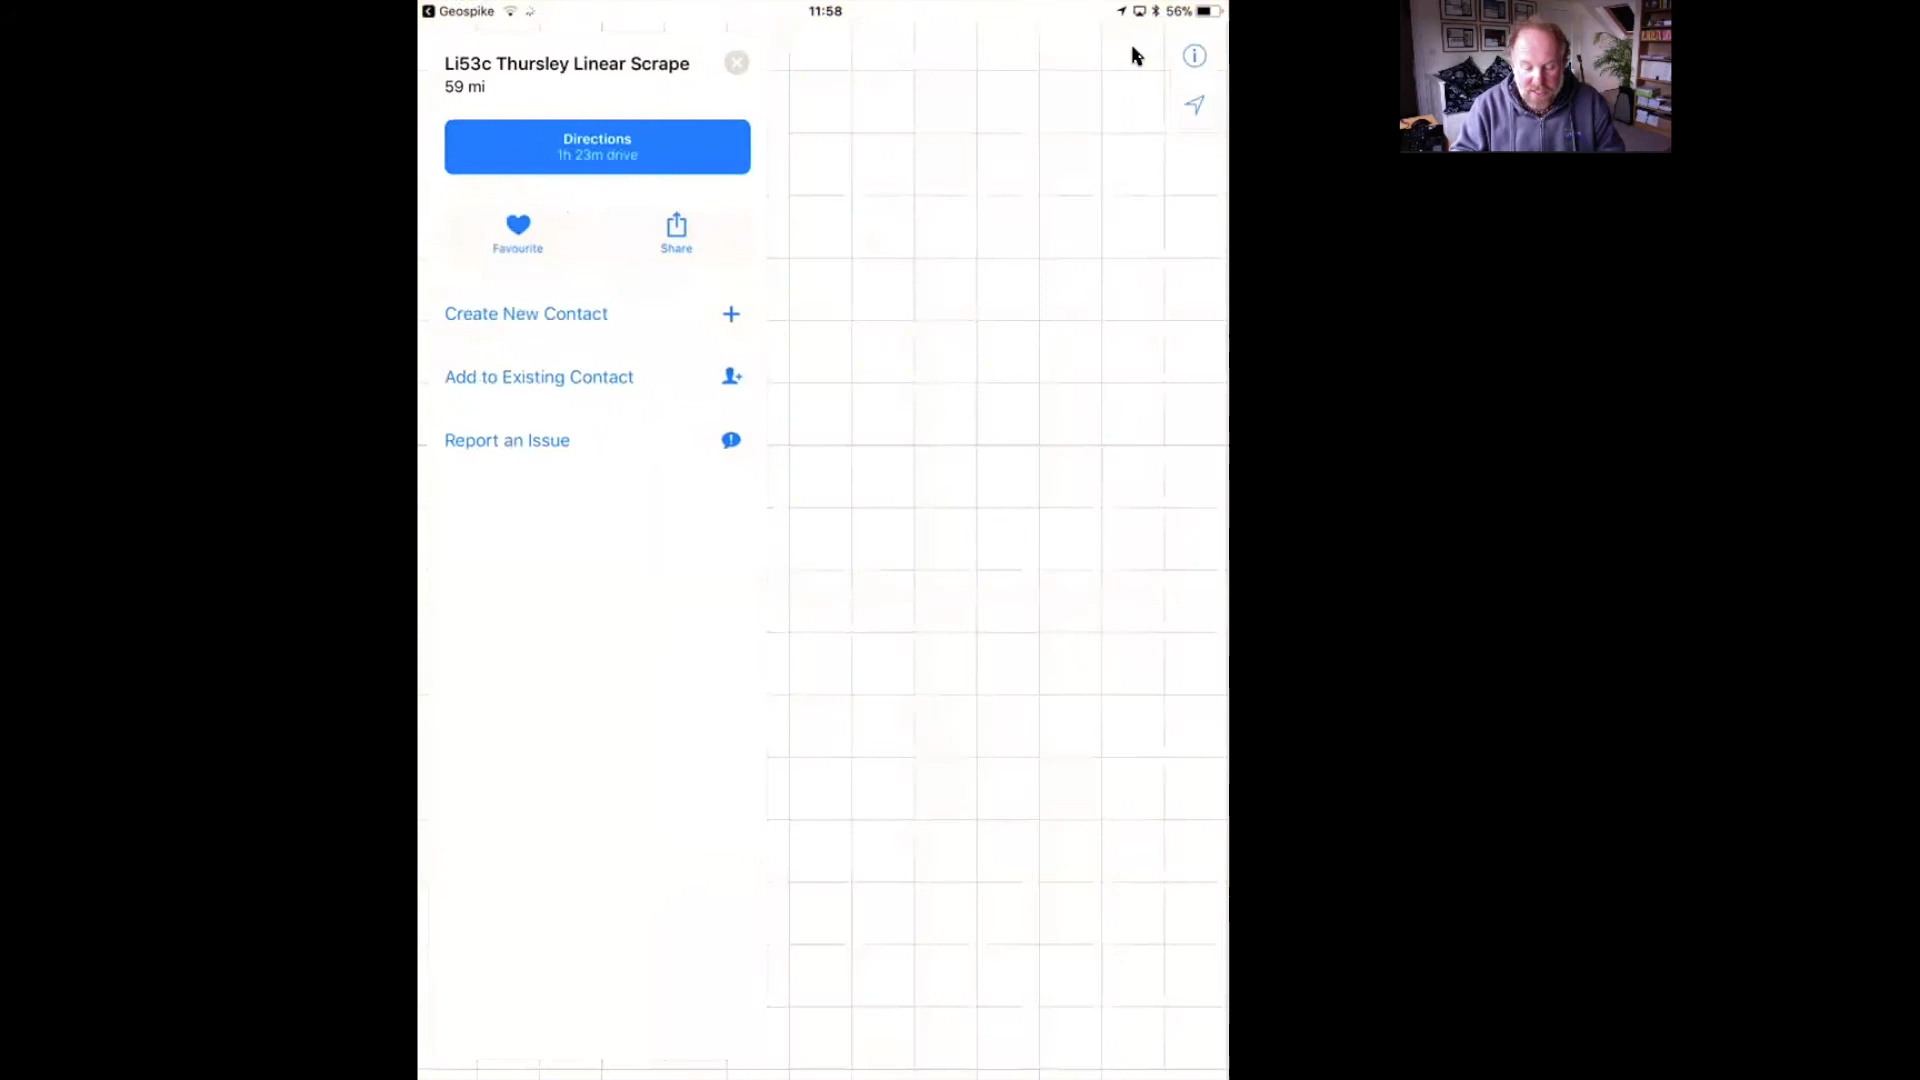 Geospike
11:58
56%
Li53c Thursley Linear Scrape
59 mi
Directions
1h 23m drive
Favourite
Share
Create New Contact
Add to Existing Contact
Report an Issue